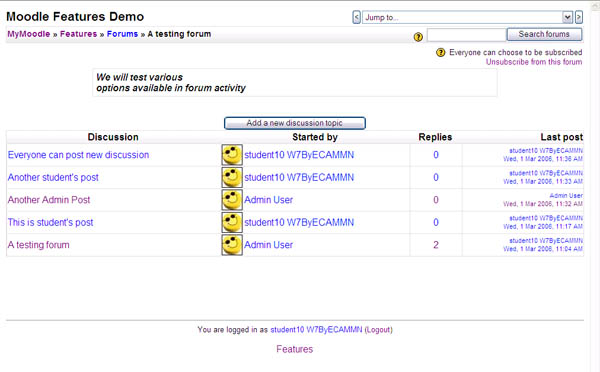 Moodle Features Demo
Jump to...
MyMoodle » Features » Forums » A testing forum
Search forums
Everyone can choose to be subscribed
Unsubscribe from this forum
We will test various
options available in forum activity
Add a new discussion topic
Discussion Started by Replies Last post
Everyone can post new discussion student10 W7ByECAMMN 0 student10 W7ByECAMMN
Wed, 1 Mar 2006, 11:36 AM
Another student's post student10 W7ByECAMMN 0 student10 W7ByECAMMN
Wed, 1 Mar 2006, 11:33 AM
Another Admin Post Admin User 0 Admin User
Wed, 1 Mar 2006, 11:32 AM
This is student's post student10 W7ByECAMMN 0 student10 W7ByECAMMN
Wed, 1 Mar 2006, 11:17 AM
A testing forum Admin User 2 student10 W7ByECAMMN
Wed, 1 Mar 2006, 11:04 AM
You are logged in as student10 W7ByECAMMN (Logout)
Features